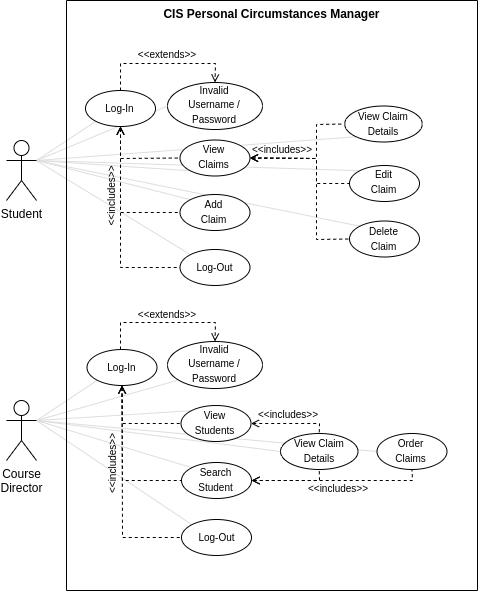 CIS Personal Circumstances Manager
<<extends>>
Log-In
Invalid
Username /
Password
View Claim
Details
View
Claims
<<includes>>
Edit
Claim
<<includes>>
Student
Add
Claim
Delete
Claim
Log-Out
<<extends>>
Log-In
Invalid
Username /
Password
View
Students
<<includes>>
View Claim
Details
Order
Claims
<<includes>>
Course
Director
Search
Student
<<includes>>
Log-Out